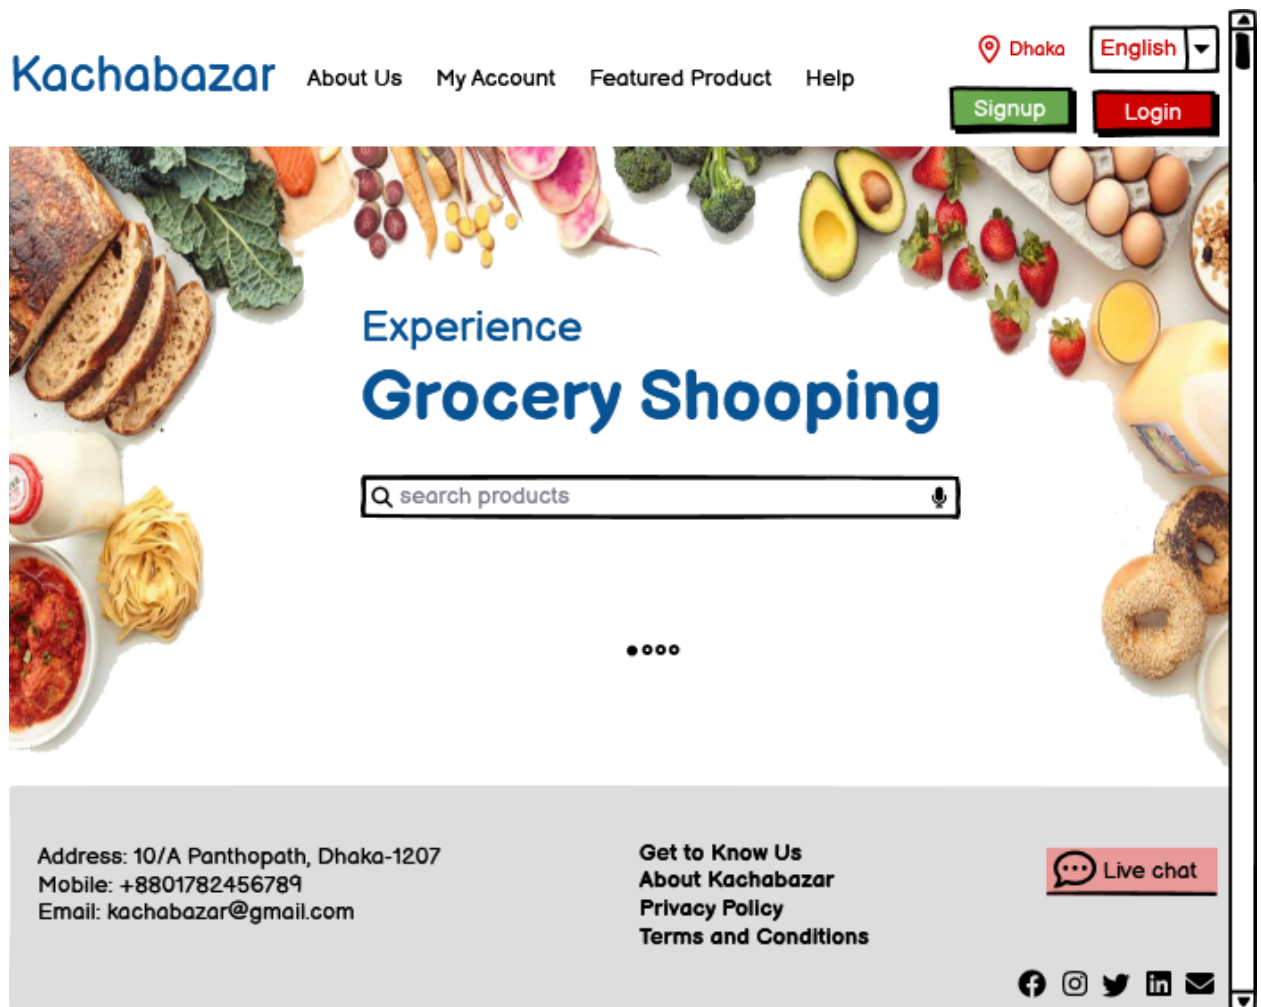 Kachabazar
About Us
My Account
Featured Product
Help
Dhaka
English
Signup
Login
Experience
Grocery Shooping
search products
Address: 10/A Panthopath, Dhaka-1207
Mobile: +8801782456789
Email: kachabazar@gmail.com
Get to Know Us
About Kachabazar
Privacy Policy
Terms and Conditions
Live chat